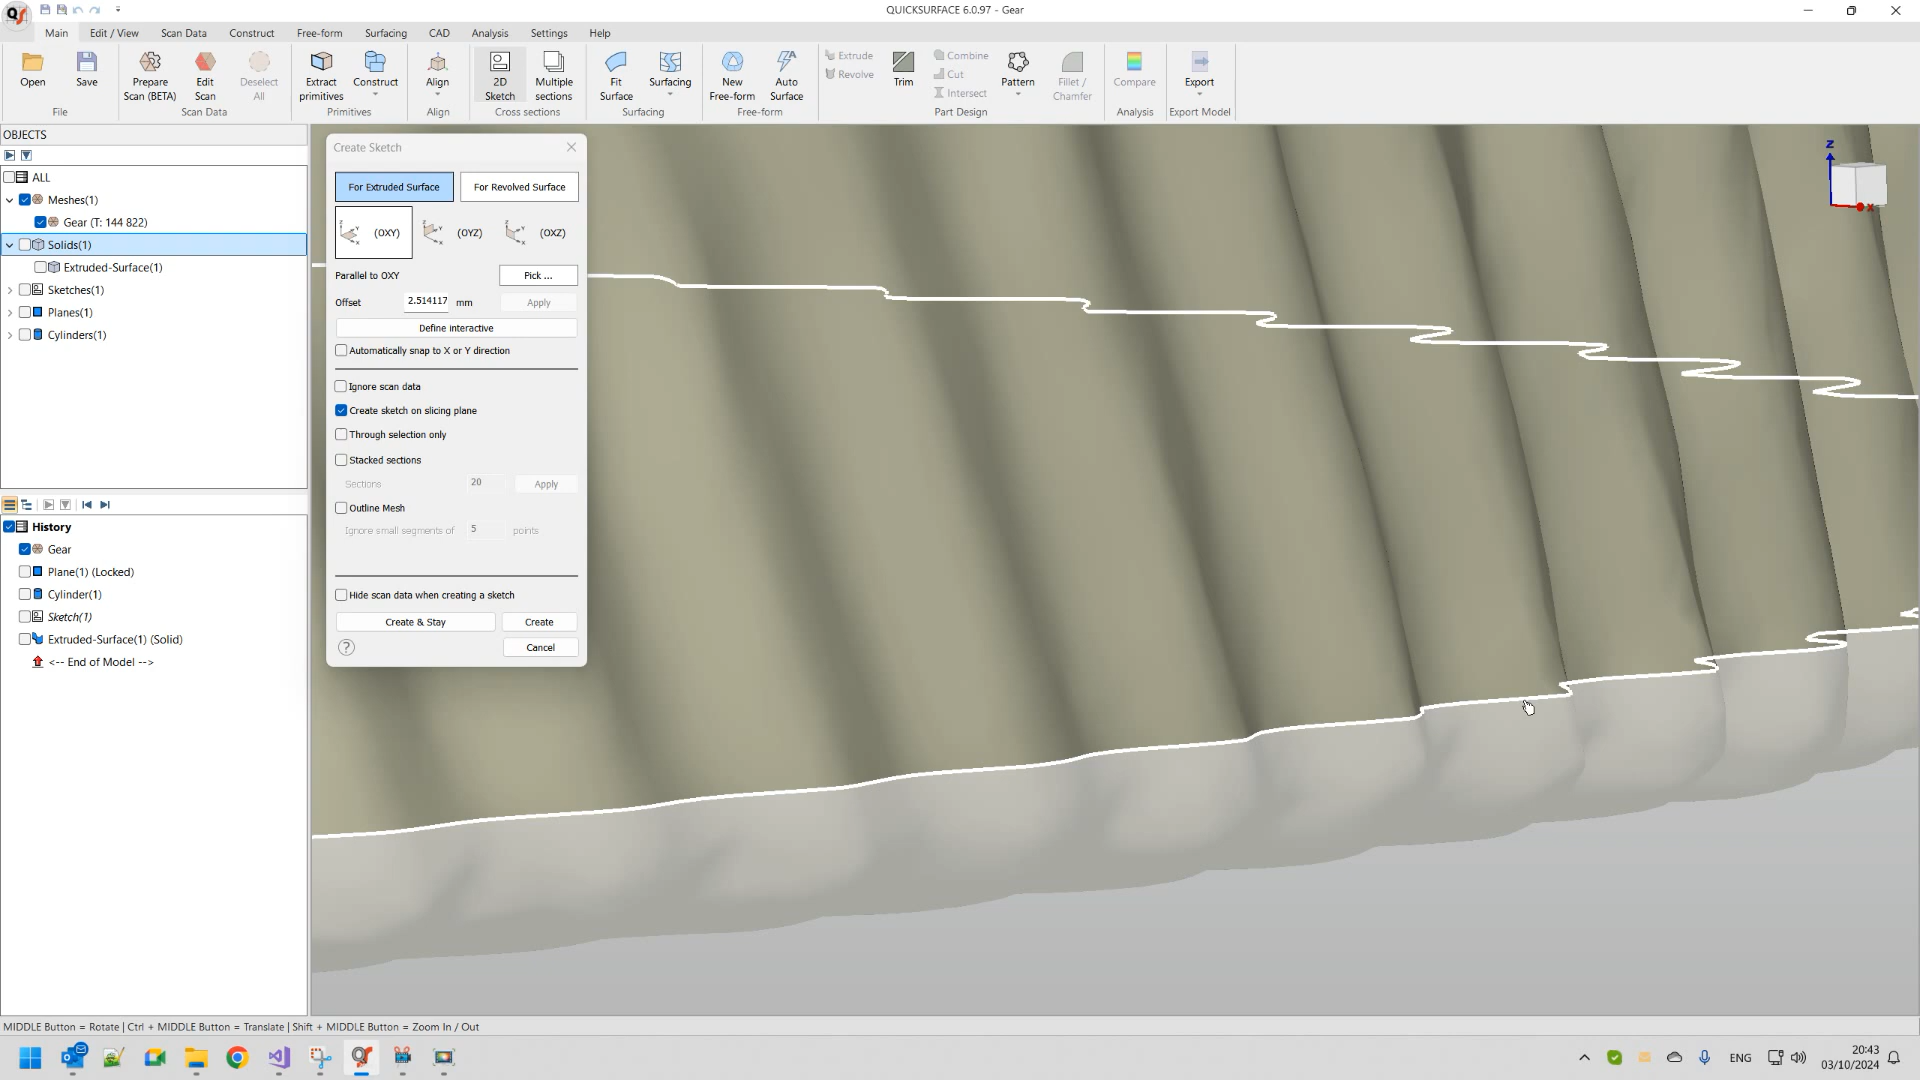 QUICKSURFACE 6.0.97 - Gear
Main Edit / View Scan Data Construct Free-form Surfacing CAD Analysis Settings Help
Open Save Prepare Scan (BETA) Edit Scan Deselect All Extract primitives Construct Align 2D Sketch Multiple sections Fit Surface Surfacing New Free-form Auto Surface Extrude Revolve Trim Combine Cut Intersect Pattern Fillet / Chamfer Compare Export
File Scan Data Primitives Align Cross sections Surfacing Free-form Part Design Analysis Export Model
OBJECTS
ALL
Meshes(1)
Gear (T: 144 822)
Solids(1)
Extruded-Surface(1)
Sketches(1)
Planes(1)
Cylinders(1)
History
Gear
Plane(1) (Locked)
Cylinder(1)
Sketch(1)
Extruded-Surface(1) (Solid)
<-- End of Model -->
Create Sketch
For Extruded Surface For Revolved Surface
(OXY) (OYZ) (OXZ)
Parallel to OXY Pick ...
Offset 2.514117 mm Apply
Define interactive
Automatically snap to X or Y direction
Ignore scan data
Create sketch on slicing plane
Through selection only
Stacked sections
Sections 20 Apply
Outline Mesh
Ignore small segments of 5 points
Hide scan data when creating a sketch
Create & Stay Create
? Cancel
Z
X
MIDDLE Button = Rotate | Ctrl + MIDDLE Button = Translate | Shift + MIDDLE Button = Zoom In / Out
ENG
20:43
03/10/2024